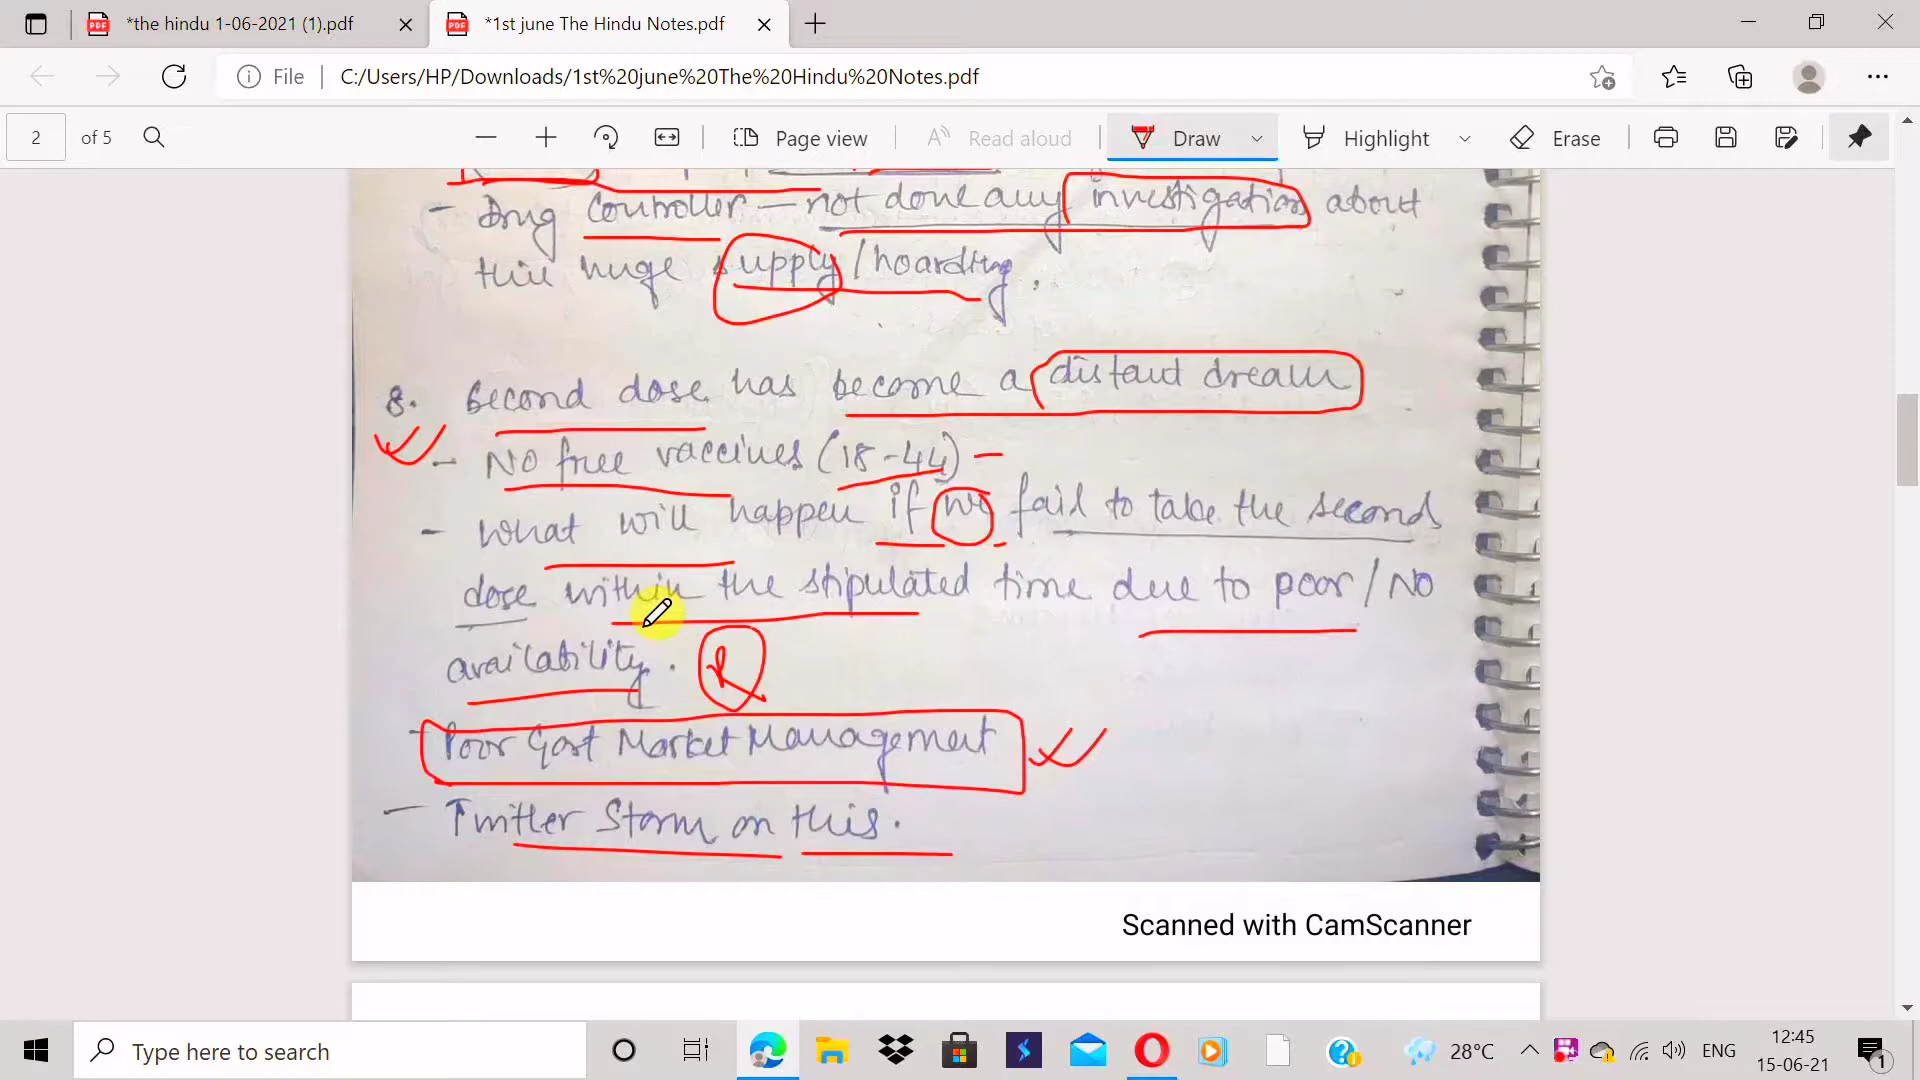 *the hindu 1-06-2021 (1).pdf
*1st june The Hindu Notes.pdf
File
C:/Users/HP/Downloads/1st%20june%20The%20Hindu%20Notes.pdf
2 of 5
Page view
Read aloud
Draw
Highlight
Erase
- Drug controller - not done any investigation about
this huge supply/hoarding.
8. Second dose has become a distant dream
- No free vaccines (18-44)
- What will happen if we fail to take the second
dose within the stipulated time due to poor/NO
availability.
- Poor Govt Market Management
- Twitter Storm on this.
Scanned with CamScanner
Type here to search
28°C
ENG
12:45
15-06-21
1